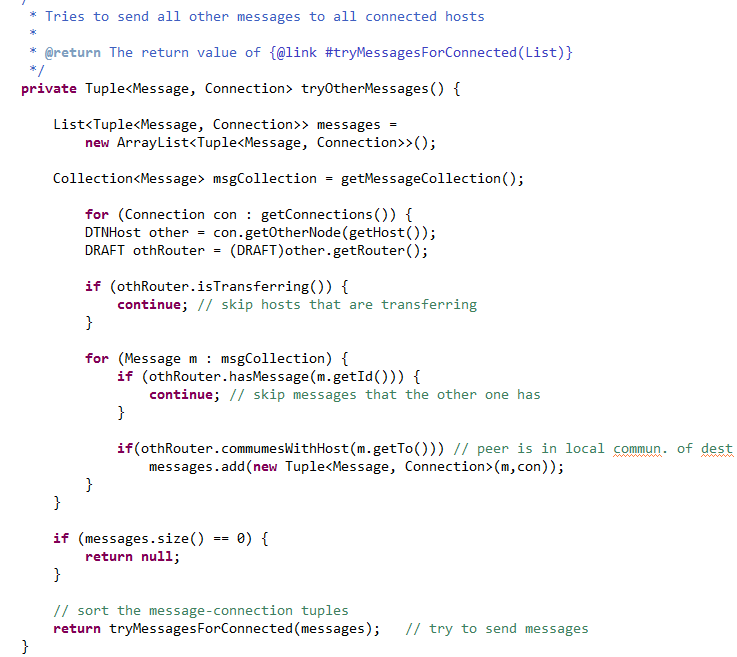 * Tries to send all other messages to all connected hosts
*
* @return The return value of {@link #tryMessagesForConnected(List)}
*/
private Tuple<Message, Connection> tryOtherMessages() {
List<Tuple<Message, Connection>> messages =
new ArrayList<Tuple<Message, Connection>>();
Collection<Message> msgCollection = getMessageCollection();
for (Connection con : getConnections()) {
DTNHost other = con.getOtherNode(getHost());
DRAFT othRouter = (DRAFT)other.getRouter();
if (othRouter.isTransferring()) {
continue; // skip hosts that are transferring
}
for (Message m : msgCollection) {
if (othRouter.hasMessage(m.getId())) {
continue; // skip messages that the other one has
}
if(othRouter.commumesWithHost(m.getTo())) // peer is in local commun. of dest
messages.add(new Tuple<Message, Connection>(m,con));
}
}
if (messages.size() == 0) {
return null;
}
// sort the message-connection tuples
return tryMessagesForConnected(messages); // try to send messages
}